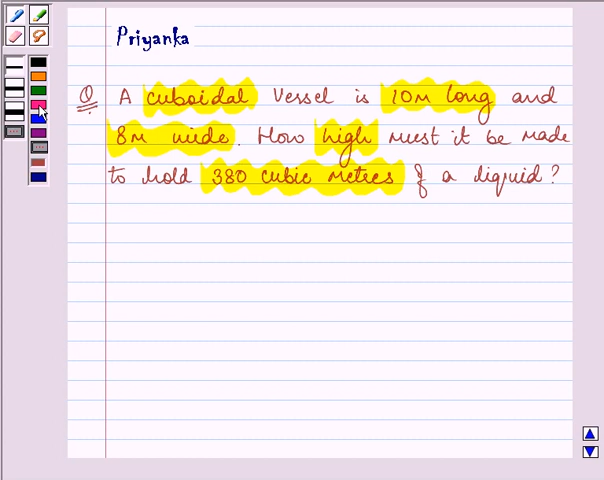 Priyanka
Q A cuboidal Vessel is 10m long and
8m wide. How high must it be made
to hold 380 cubic metres of a liquid?